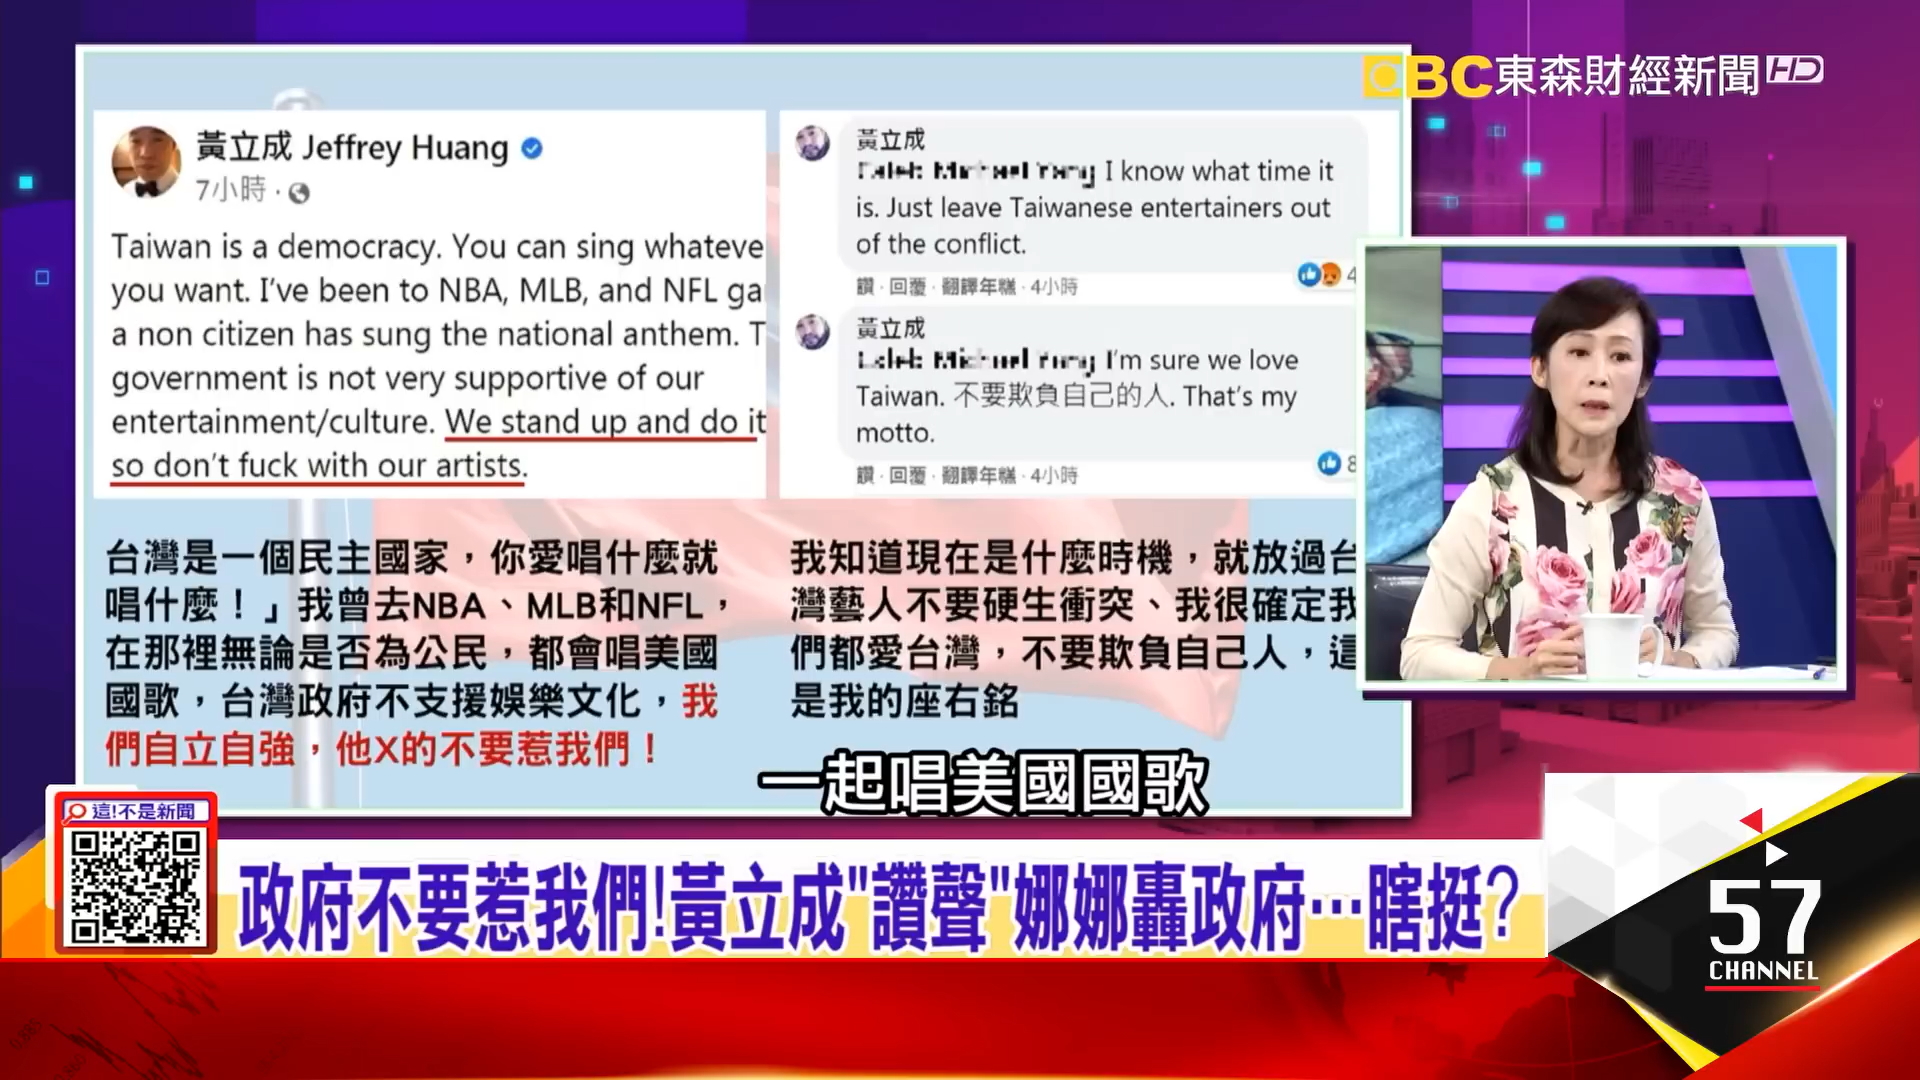 EBC東森財經新聞HD
黃立成 Jeffrey Huang
7小時
Taiwan is a democracy. You can sing whateve
you want. I've been to NBA, MLB, and NFL ga
a non citizen has sung the national anthem. T
government is not very supportive of our
entertainment/culture. We stand up and do it
so don't fuck with our artists.
黃立成
I know what time it
is. Just leave Taiwanese entertainers out
of the conflict.
讚 · 回覆 · 翻譯年糕 · 4小時
4
黃立成
I'm sure we love
Taiwan. 不要欺負自己的人. That's my
motto.
讚 · 回覆 · 翻譯年糕 · 4小時
8
台灣是一個民主國家，你愛唱什麼就
唱什麼！」我曾去NBA、MLB和NFL，
在那裡無論是否為公民，都會唱美國
國歌，台灣政府不支援娛樂文化，我
們自立自強，他X的不要惹我們！
我知道現在是什麼時機，就放過台
灣藝人不要硬生衝突、我很確定我
們都愛台灣，不要欺負自己人，這
是我的座右銘
一起唱美國國歌
這!不是新聞
政府不要惹我們!黃立成"讚聲"娜娜轟政府…瞎挺?
57
CHANNEL